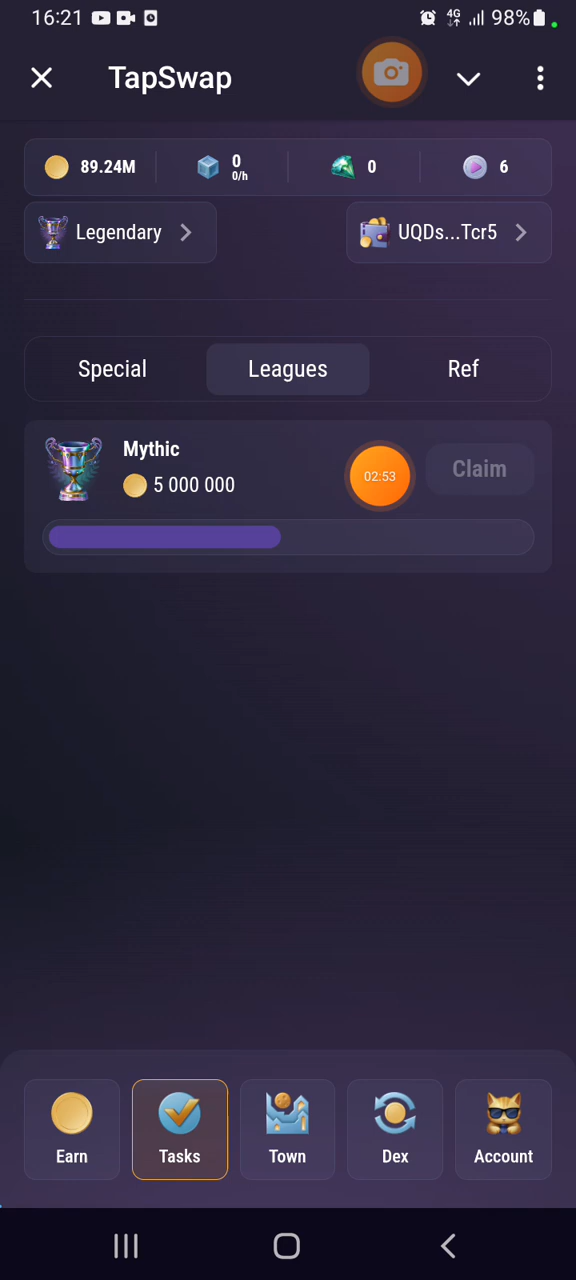 16:21 4G 98%
TapSwap
89.24M 0 0 6
0/h
Legendary UQDs...Tcr5
Special Leagues Ref
Mythic
5 000 000 02:53 Claim
Earn Tasks Town Dex Account